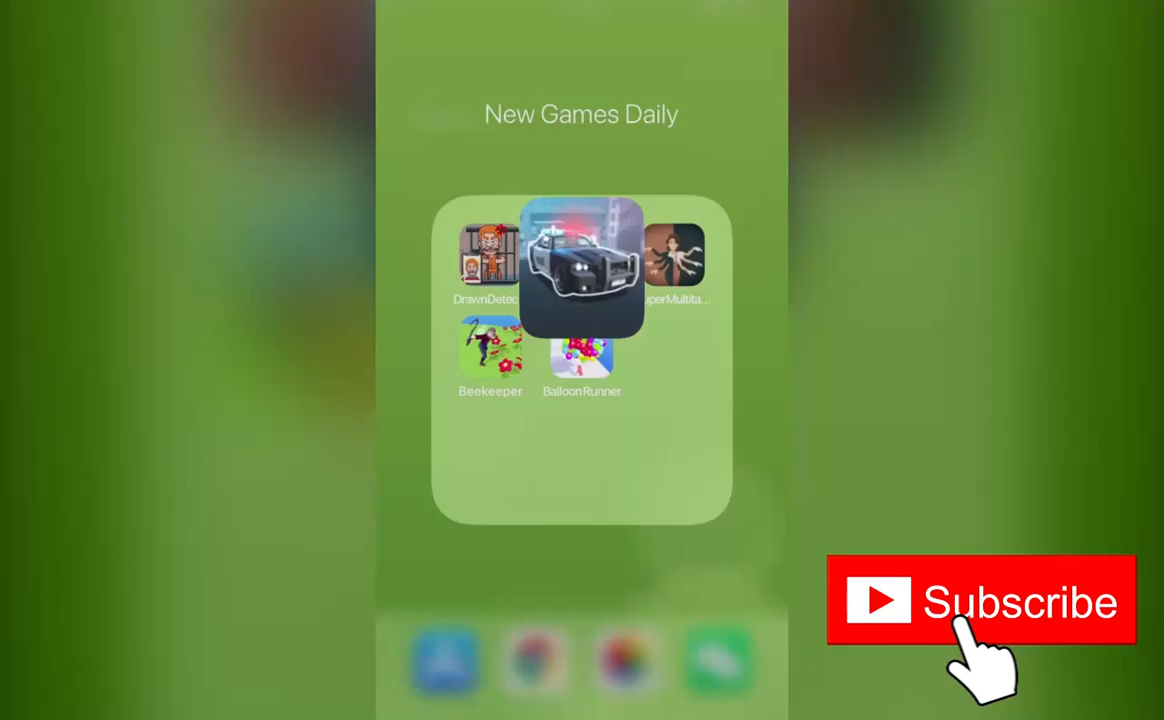 New Games Daily
DrawnDetec
uperMultita...
Beekeeper
BalloonRunner
Subscribe